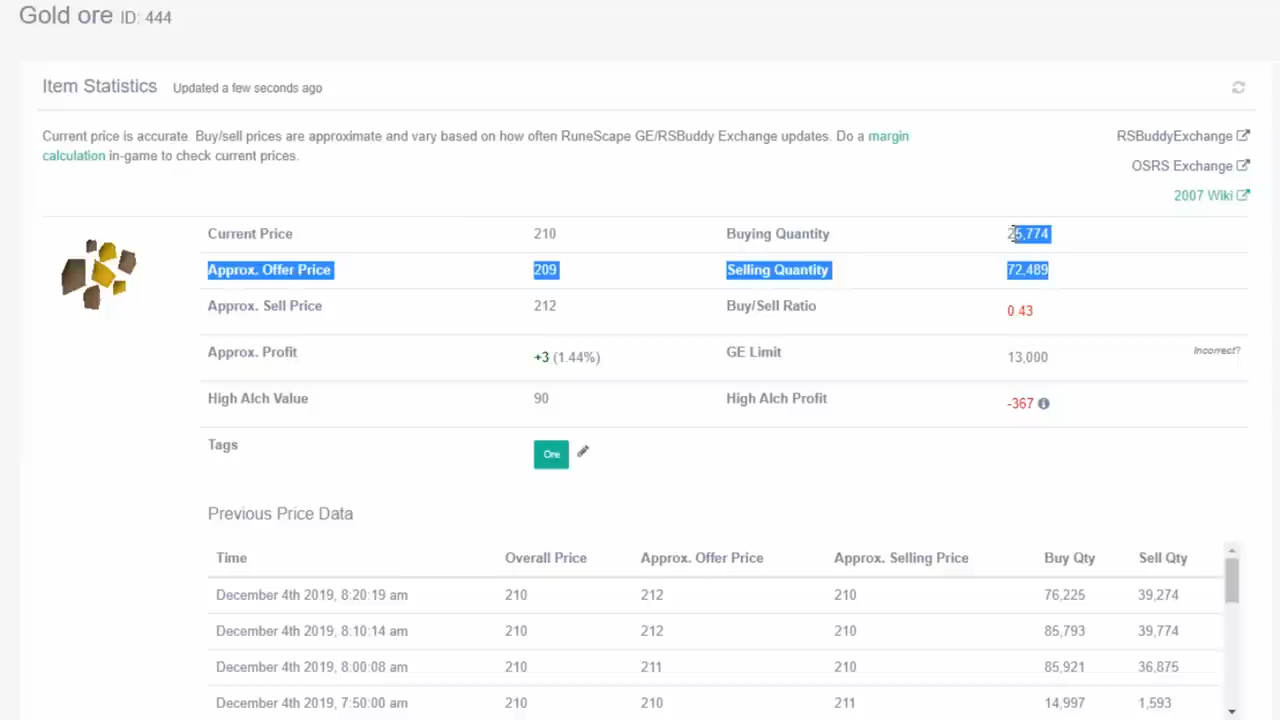 Gold ore ID: 444
Item Statistics Updated a few seconds ago
Current price is accurate. Buy/sell prices are approximate and vary based on how often RuneScape GE/RSBuddy Exchange updates. Do a margin
calculation in-game to check current prices.
RSBuddyExchange
OSRS Exchange
2007 Wiki
Current Price 210 Buying Quantity 25,774
Approx. Offer Price 209 Selling Quantity 72,489
Approx. Sell Price 212 Buy/Sell Ratio 0.43
Approx. Profit +3 (1.44%) GE Limit 13,000 Incorrect?
High Alch Value 90 High Alch Profit -367
Tags Ore
Previous Price Data
Time Overall Price Approx. Offer Price Approx. Selling Price Buy Qty Sell Qty
December 4th 2019, 8:20:19 am 210 212 210 76,225 39,274
December 4th 2019, 8:10:14 am 210 212 210 85,793 39,774
December 4th 2019, 8:00:08 am 210 211 210 85,921 36,875
December 4th 2019, 7:50:00 am 210 210 211 14,997 1,593